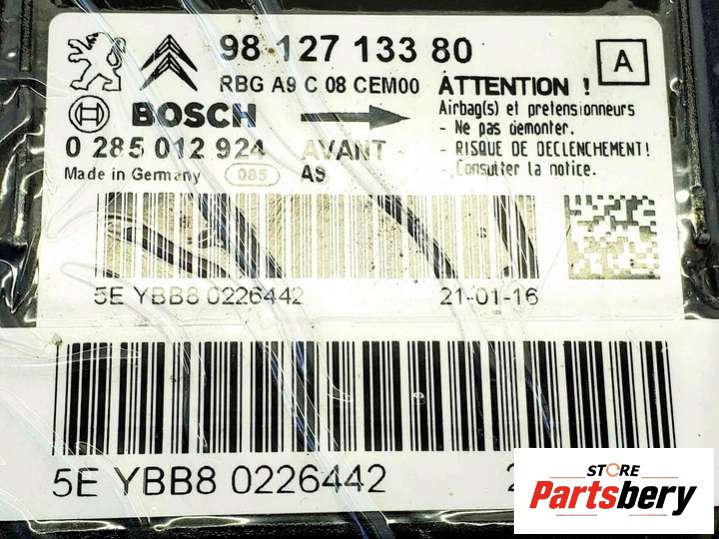 98 127 133 80
A
RBG A9 C 08 CEM00
ATTENTION !
BOSCH
Airbag(s) et pretensionneurs
- Ne pas demonter.
0 285 012 924
AVANT
- RISQUE DE DECLENCHEMENT!
Made in Germany
085
A9
- Consulter la notice.
5E YBB8 0226442
21-01-16
5E YBB8 0226442
STORE
Partsbery